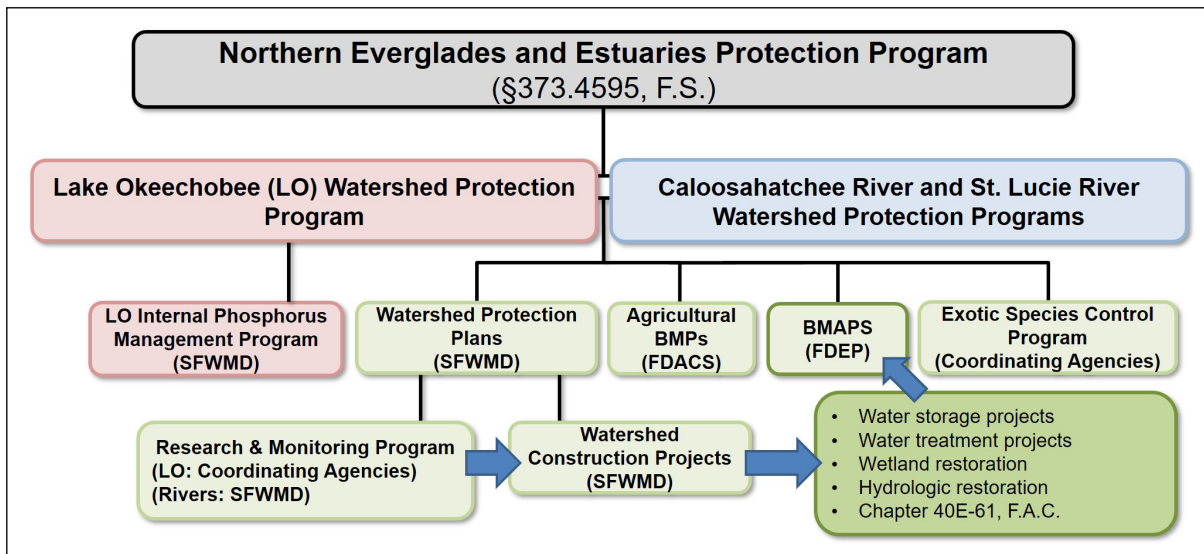 Northern Everglades and Estuaries Protection Program
(§373.4595, F.S.)
Lake Okeechobee (LO) Watershed Protection
Program
Caloosahatchee River and St. Lucie River
Watershed Protection Programs
LO Internal Phosphorus
Management Program
(SFWMD)
Watershed Protection
Plans
(SFWMD)
Agricultural
BMPs
(FDACS)
BMAPS
(FDEP)
Exotic Species Control
Program
(Coordinating Agencies)
Research & Monitoring Program
(LO: Coordinating Agencies)
(Rivers: SFWMD)
Watershed
Construction Projects
(SFWMD)
• Water storage projects
• Water treatment projects
• Wetland restoration
• Hydrologic restoration
• Chapter 40E-61, F.A.C.